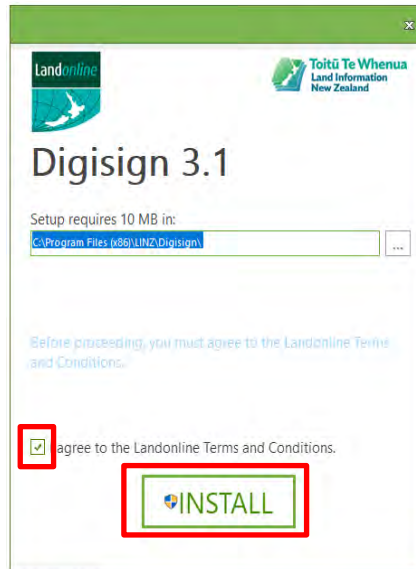 x
Landonline
Toitū Te Whenua
Land Information
New Zealand
Digisign 3.1
Setup requires 10 MB in:
C:\Program Files (x86)\LINZ\Digisign\
...
Before proceeding, you must agree to the Landonline Terms
and Conditions.
agree to the Landonline Terms and Conditions.
INSTALL